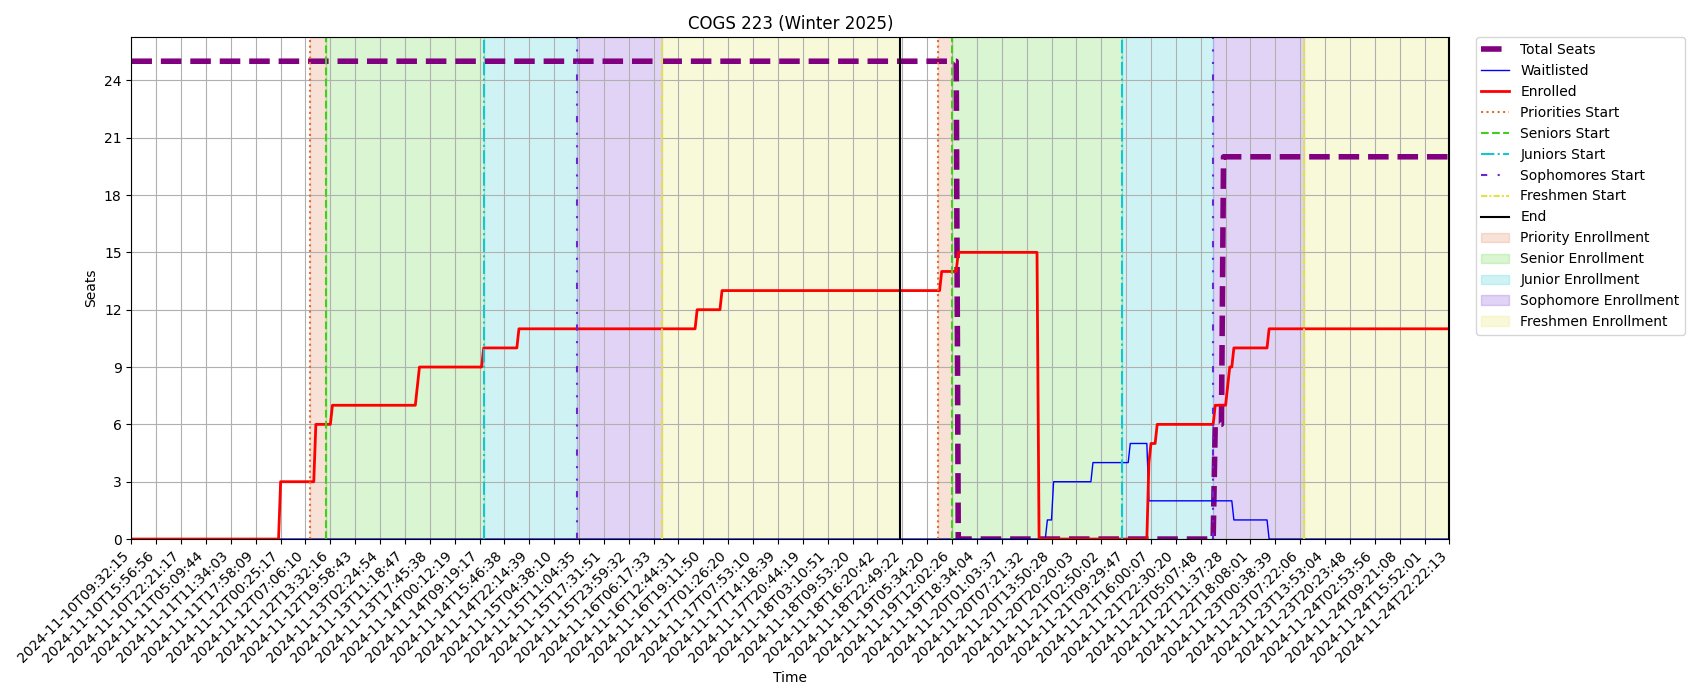 COGS 223 (Winter 2025)
Seats
24
21
18
15
12
9
6
3
0
2024-11-10T09:32:15
2024-11-10T15:56:56
2024-11-10T22:21:17
2024-11-11T05:09:44
2024-11-11T11:34:03
2024-11-11T17:58:09
2024-11-12T00:25:17
2024-11-12T07:06:10
2024-11-12T13:32:16
2024-11-12T19:58:43
2024-11-13T02:24:54
2024-11-13T11:18:47
2024-11-13T17:45:38
2024-11-14T00:12:19
2024-11-14T09:19:17
2024-11-14T15:46:38
2024-11-14T22:14:39
2024-11-15T04:38:10
2024-11-15T11:04:35
2024-11-15T17:31:51
2024-11-15T23:59:32
2024-11-16T06:17:33
2024-11-16T12:44:31
2024-11-16T19:11:50
2024-11-17T01:26:20
2024-11-17T07:53:10
2024-11-17T14:18:39
2024-11-17T20:44:19
2024-11-18T03:10:51
2024-11-18T09:53:20
2024-11-18T16:20:42
2024-11-18T22:49:22
2024-11-19T05:34:20
2024-11-19T12:02:26
2024-11-19T18:34:04
2024-11-20T01:03:37
2024-11-20T07:21:32
2024-11-20T13:50:28
2024-11-20T20:20:03
2024-11-21T02:50:02
2024-11-21T09:29:47
2024-11-21T16:00:07
2024-11-21T22:30:20
2024-11-22T05:07:48
2024-11-22T11:37:28
2024-11-22T18:08:01
2024-11-23T00:38:39
2024-11-23T07:22:06
2024-11-23T13:53:04
2024-11-23T20:23:48
2024-11-24T02:53:56
2024-11-24T09:21:08
2024-11-24T15:52:01
2024-11-24T22:22:13
Time
Total Seats
Waitlisted
Enrolled
Priorities Start
Seniors Start
Juniors Start
Sophomores Start
Freshmen Start
End
Priority Enrollment
Senior Enrollment
Junior Enrollment
Sophomore Enrollment
Freshmen Enrollment